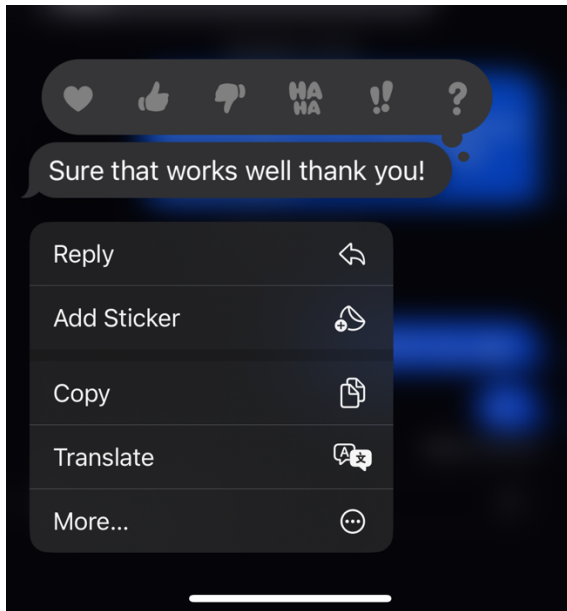 HA
HA
!!
?
Sure that works well thank you!
Reply
Add Sticker
Copy
Translate
More...